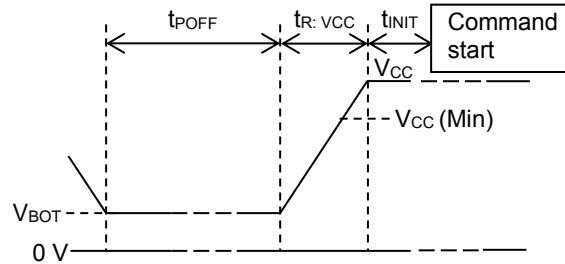 tPOFF
tR: VCC
tINIT
Command
start
VCC
VCC (Min)
VBOT
0 V